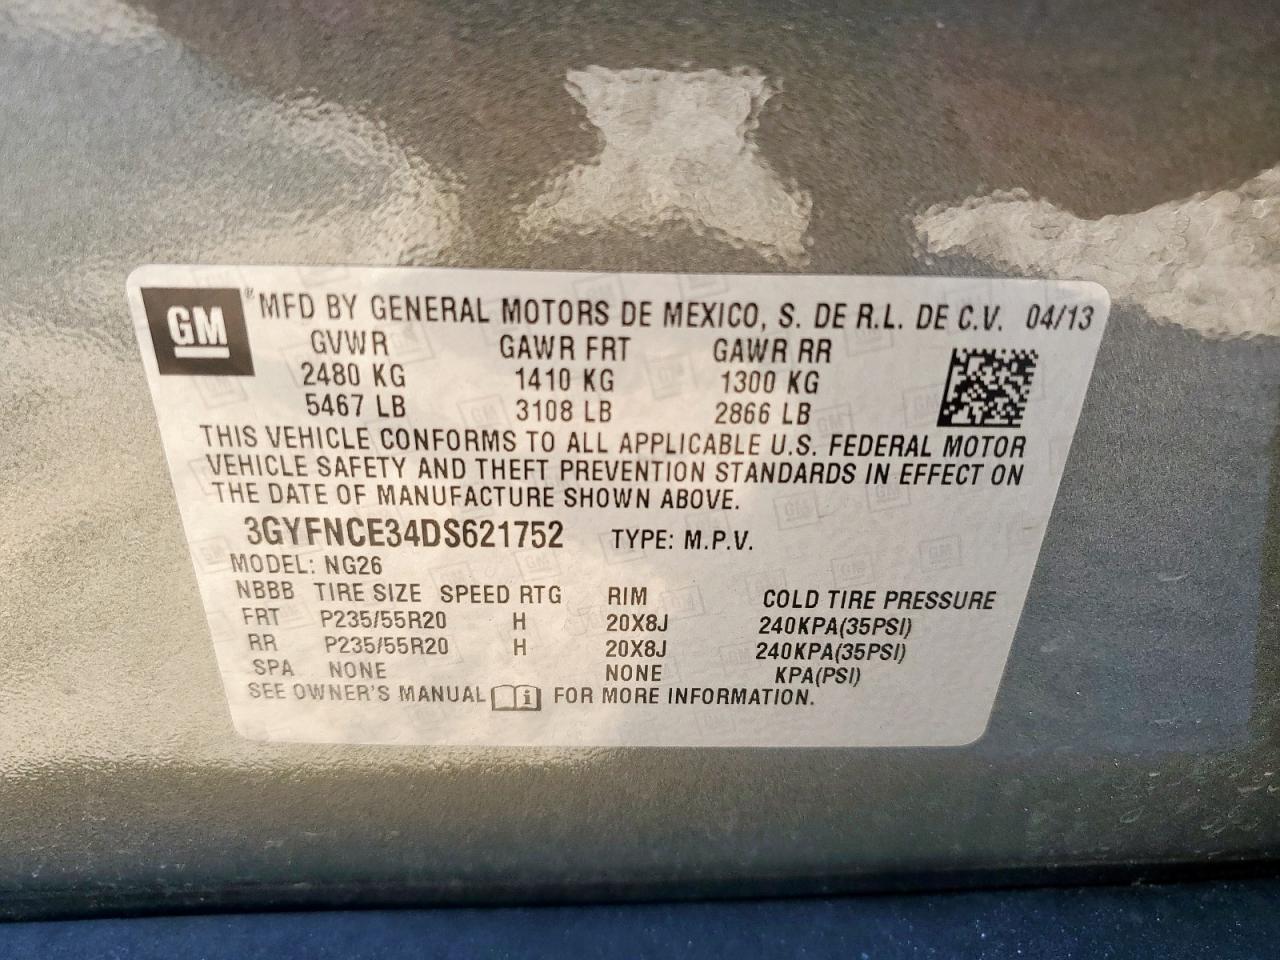 GM ® MFD BY GENERAL MOTORS DE MEXICO, S. DE R.L. DE C.V. 04/13
GVWR GAWR FRT GAWR RR
2480 KG 1410 KG 1300 KG
5467 LB 3108 LB 2866 LB
THIS VEHICLE CONFORMS TO ALL APPLICABLE U.S. FEDERAL MOTOR
VEHICLE SAFETY AND THEFT PREVENTION STANDARDS IN EFFECT ON
THE DATE OF MANUFACTURE SHOWN ABOVE.
3GYFNCE34DS621752 TYPE: M.P.V.
MODEL: NG26
NBBB TIRE SIZE SPEED RTG RIM COLD TIRE PRESSURE
FRT P235/55R20 H 20X8J 240KPA(35PSI)
RR P235/55R20 H 20X8J 240KPA(35PSI)
SPA NONE NONE KPA(PSI)
SEE OWNER'S MANUAL i FOR MORE INFORMATION.